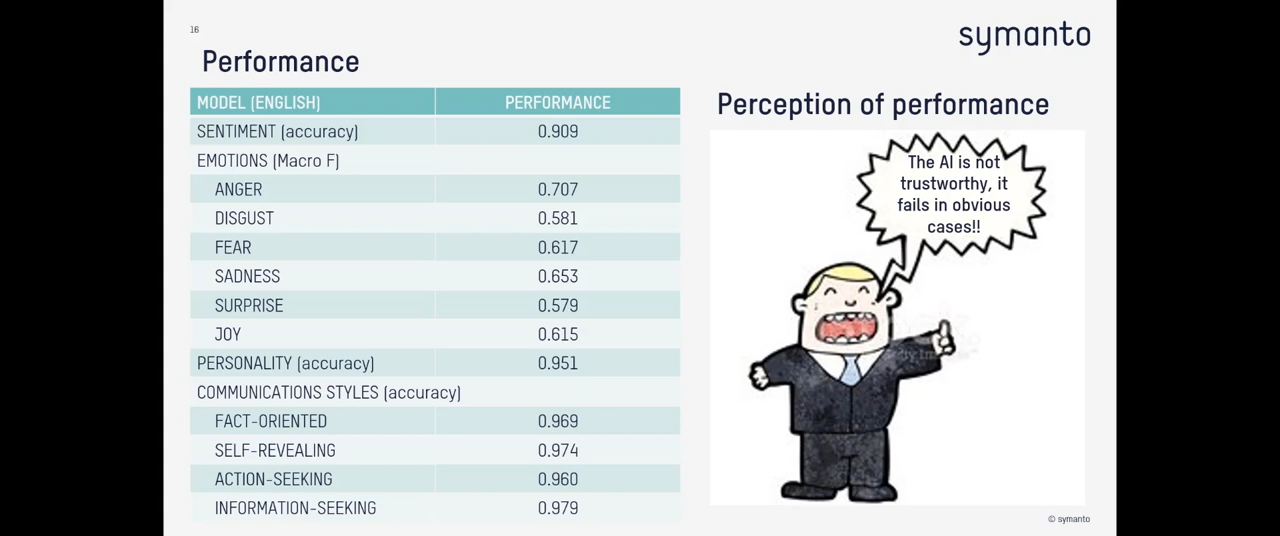 16
symanto
Performance
MODEL (ENGLISH) PERFORMANCE
SENTIMENT (accuracy) 0.909
EMOTIONS (Macro F)
ANGER 0.707
DISGUST 0.581
FEAR 0.617
SADNESS 0.653
SURPRISE 0.579
JOY 0.615
PERSONALITY (accuracy) 0.951
COMMUNICATIONS STYLES (accuracy)
FACT-ORIENTED 0.969
SELF-REVEALING 0.974
ACTION-SEEKING 0.960
INFORMATION-SEEKING 0.979
Perception of performance
The AI is not
trustworthy, it
fails in obvious
cases!!
© symanto